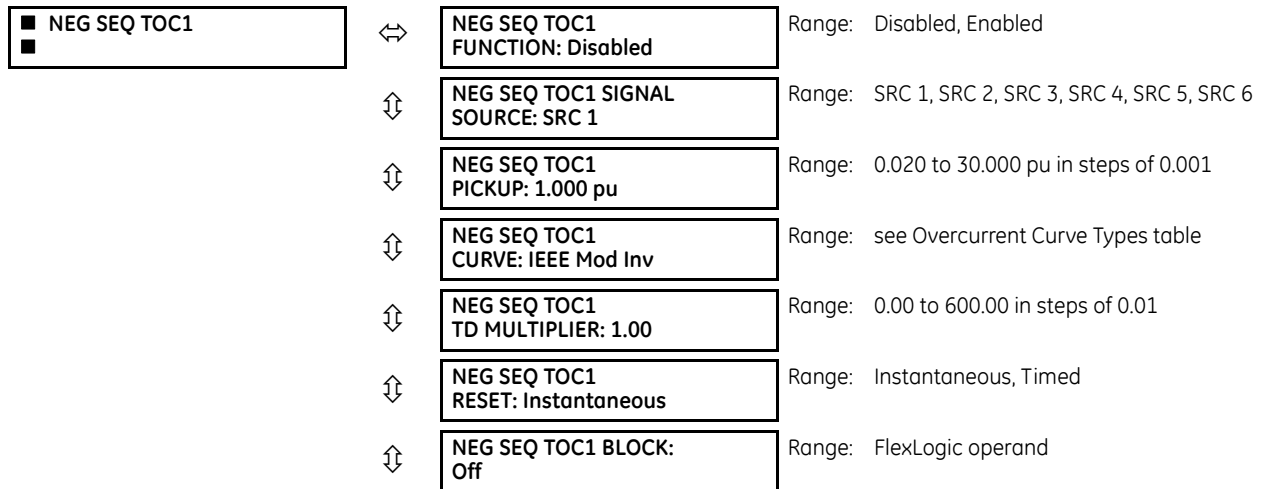 ■ NEG SEQ TOC1
■
NEG SEQ TOC1
FUNCTION: Disabled
Range: Disabled, Enabled
NEG SEQ TOC1 SIGNAL
SOURCE: SRC 1
Range: SRC 1, SRC 2, SRC 3, SRC 4, SRC 5, SRC 6
NEG SEQ TOC1
PICKUP: 1.000 pu
Range: 0.020 to 30.000 pu in steps of 0.001
NEG SEQ TOC1
CURVE: IEEE Mod Inv
Range: see Overcurrent Curve Types table
NEG SEQ TOC1
TD MULTIPLIER: 1.00
Range: 0.00 to 600.00 in steps of 0.01
NEG SEQ TOC1
RESET: Instantaneous
Range: Instantaneous, Timed
NEG SEQ TOC1 BLOCK:
Off
Range: FlexLogic operand